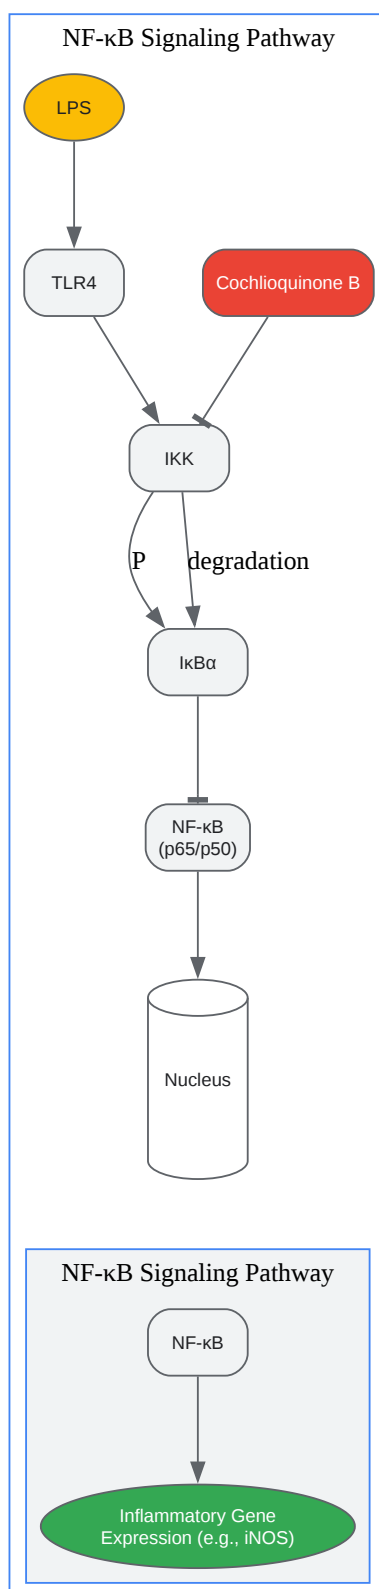 NF-κB Signaling Pathway
LPS
TLR4
Cochlioquinone B
IKK
P
degradation
IκBα
NF-κB
(p65/p50)
Nucleus
NF-κB Signaling Pathway
NF-κB
Inflammatory Gene
Expression (e.g., iNOS)